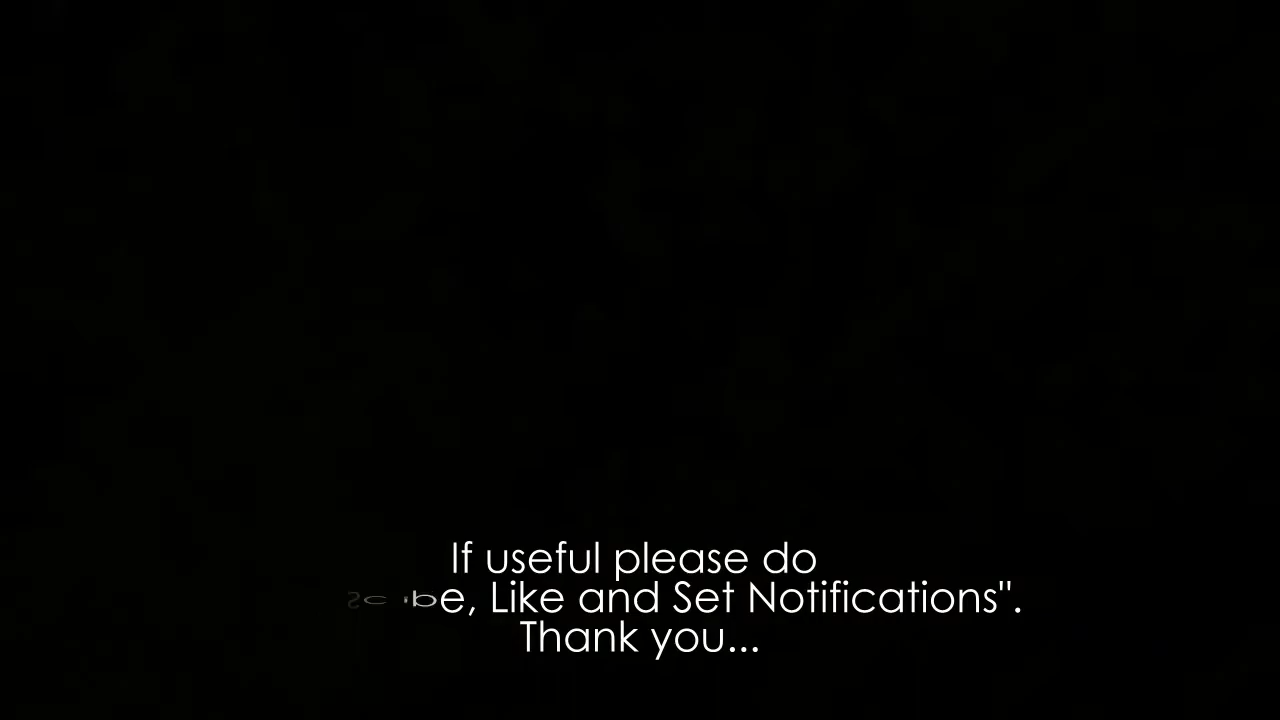 If useful please do
Like and Set Notifications".
Thank you...